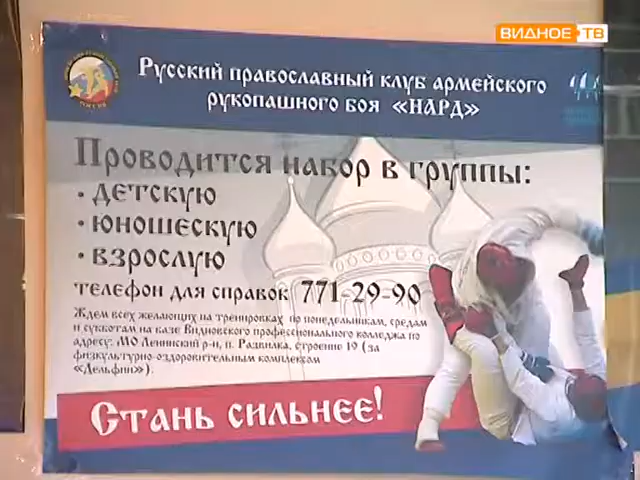 ВИДНОЕ ТВ
Русский православный клуб армейского
рукопашного боя «НАРД»
Проводится набор в группы:
• детскую
• юношескую
• взрослую
телефон для справок 771-29-90
Ждем всех желающих на тренировках по понедельникам, средам
и субботам на базе Видновского профессионального колледжа по
адресу: МО Ленинский р-н, п. Развилка, строение 19 (за
физкультурно-оздоровительным комплексом
«Дельфин»).
Стань сильнее!